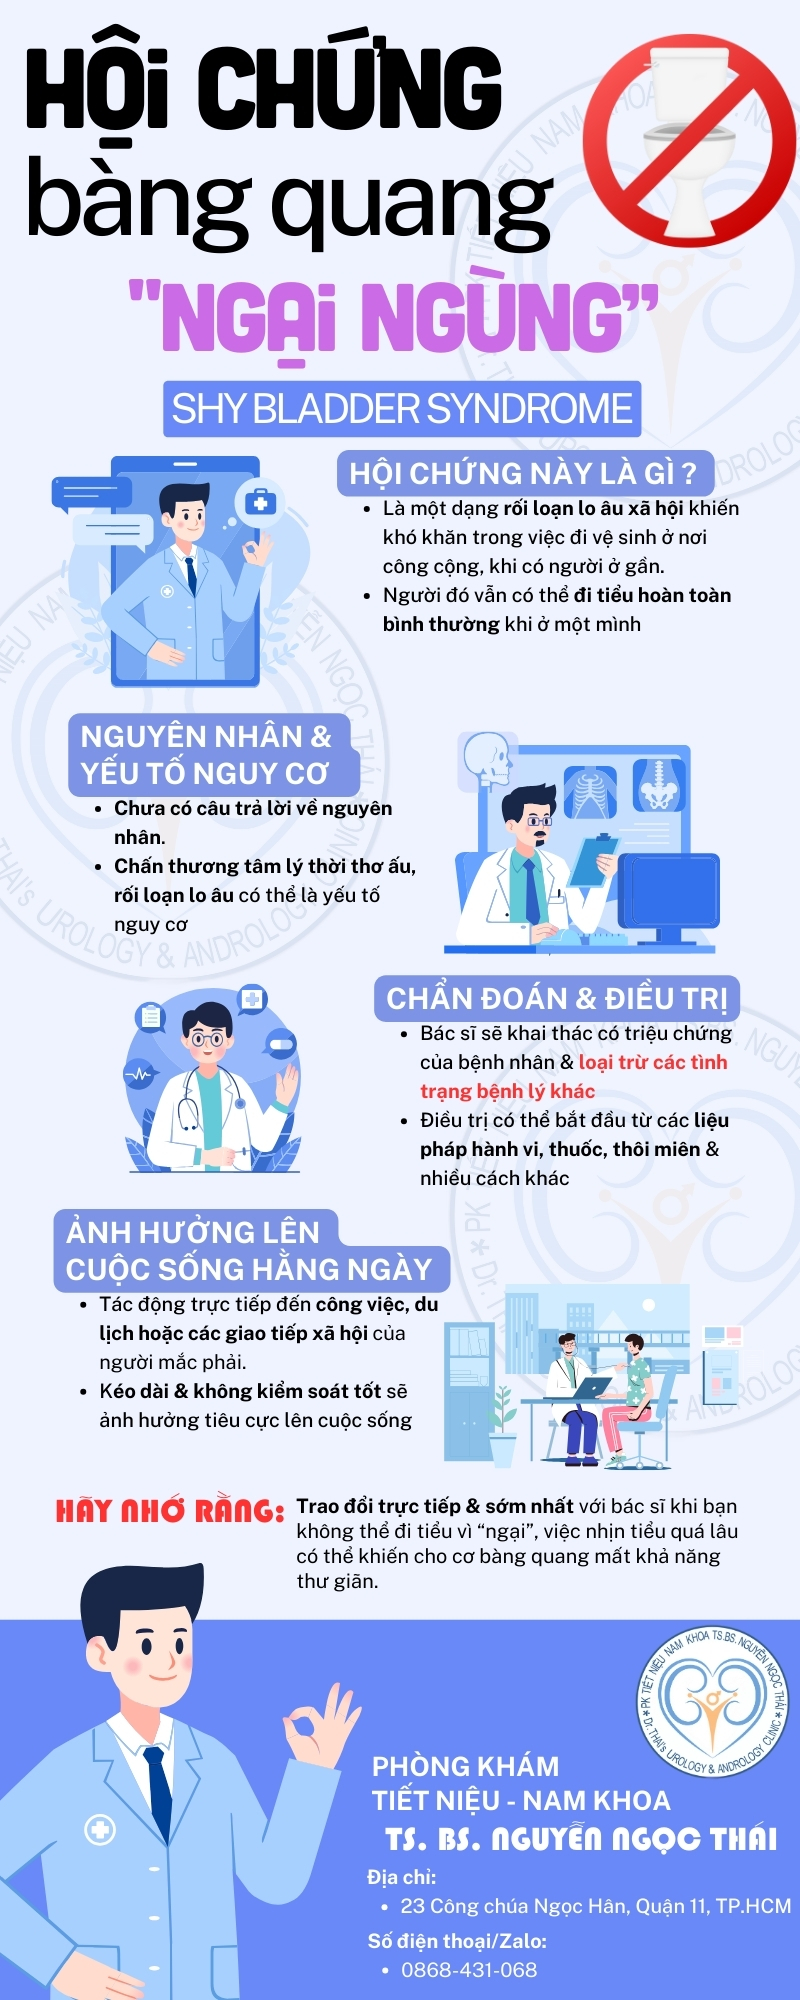 HỘI CHỨNG
bàng quang
"NGẠI NGÙNG”
SHY BLADDER SYNDROME
HỘI CHỨNG NÀY LÀ GÌ ?
• Là một dạng rối loạn lo âu xã hội khiến
khó khăn trong việc đi vệ sinh ở nơi
công cộng, khi có người ở gần.
• Người đó vẫn có thể đi tiểu hoàn toàn
bình thường khi ở một mình
NGUYÊN NHÂN &
YẾU TỐ NGUY CƠ
• Chưa có câu trả lời về nguyên
nhân.
• Chấn thương tâm lý thời thơ ấu,
rối loạn lo âu có thể là yếu tố
nguy cơ
CHẨN ĐOÁN & ĐIỀU TRỊ
• Bác sĩ sẽ khai thác có triệu chứng
của bệnh nhân & loại trừ các tình
trạng bệnh lý khác
• Điều trị có thể bắt đầu từ các liệu
pháp hành vi, thuốc, thôi miên &
nhiều cách khác
ẢNH HƯỞNG LÊN
CUỘC SỐNG HẰNG NGÀY
• Tác động trực tiếp đến công việc, du
lịch hoặc các giao tiếp xã hội của
người mắc phải.
• Kéo dài & không kiểm soát tốt sẽ
ảnh hưởng tiêu cực lên cuộc sống
HÃY NHỚ RẰNG:
Trao đổi trực tiếp & sớm nhất với bác sĩ khi bạn
không thể đi tiểu vì “ngại”, việc nhịn tiểu quá lâu
có thể khiến cho cơ bàng quang mất khả năng
thư giãn.
PK TIẾT NIỆU NAM KHOA TS.BS. NGUYỄN NGỌC THÁI
Dr.THAI's UROLOGY & ANDROLOGY CLINIC
PHÒNG KHÁM
TIẾT NIỆU - NAM KHOA
TS. BS. NGUYỄN NGỌC THÁI
Địa chỉ:
• 23 Công chúa Ngọc Hân, Quận 11, TP.HCM
Số điện thoại/Zalo:
• 0868-431-068